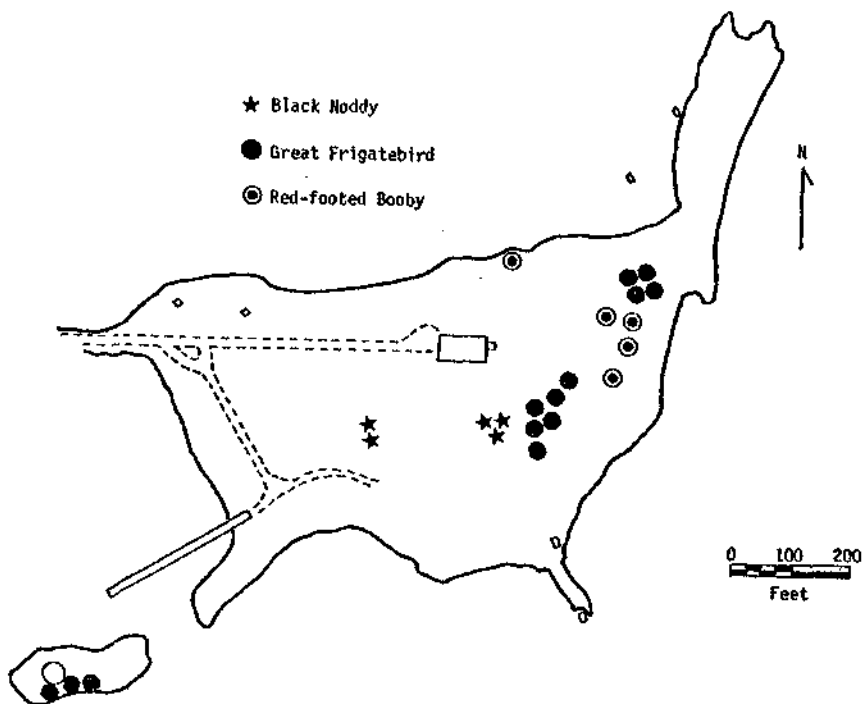 Black Noddy
Great Frigatebird
Red-footed Booby
N
0 100 200
Feet